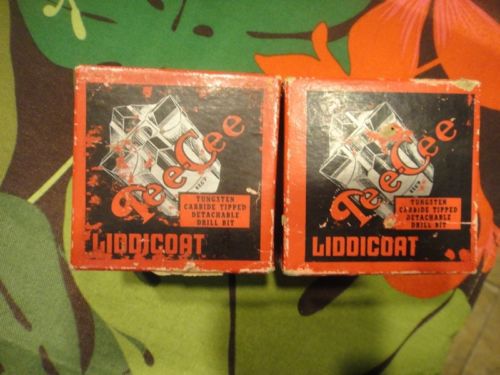 Tee-Cee
TUNGSTEN
CARBIDE TIPPED
DETACHABLE
DRILL BIT
LIDDICOAT
Tee-Cee
TUNGSTEN
CARBIDE TIPPED
DETACHABLE
DRILL BIT
LIDDICOAT